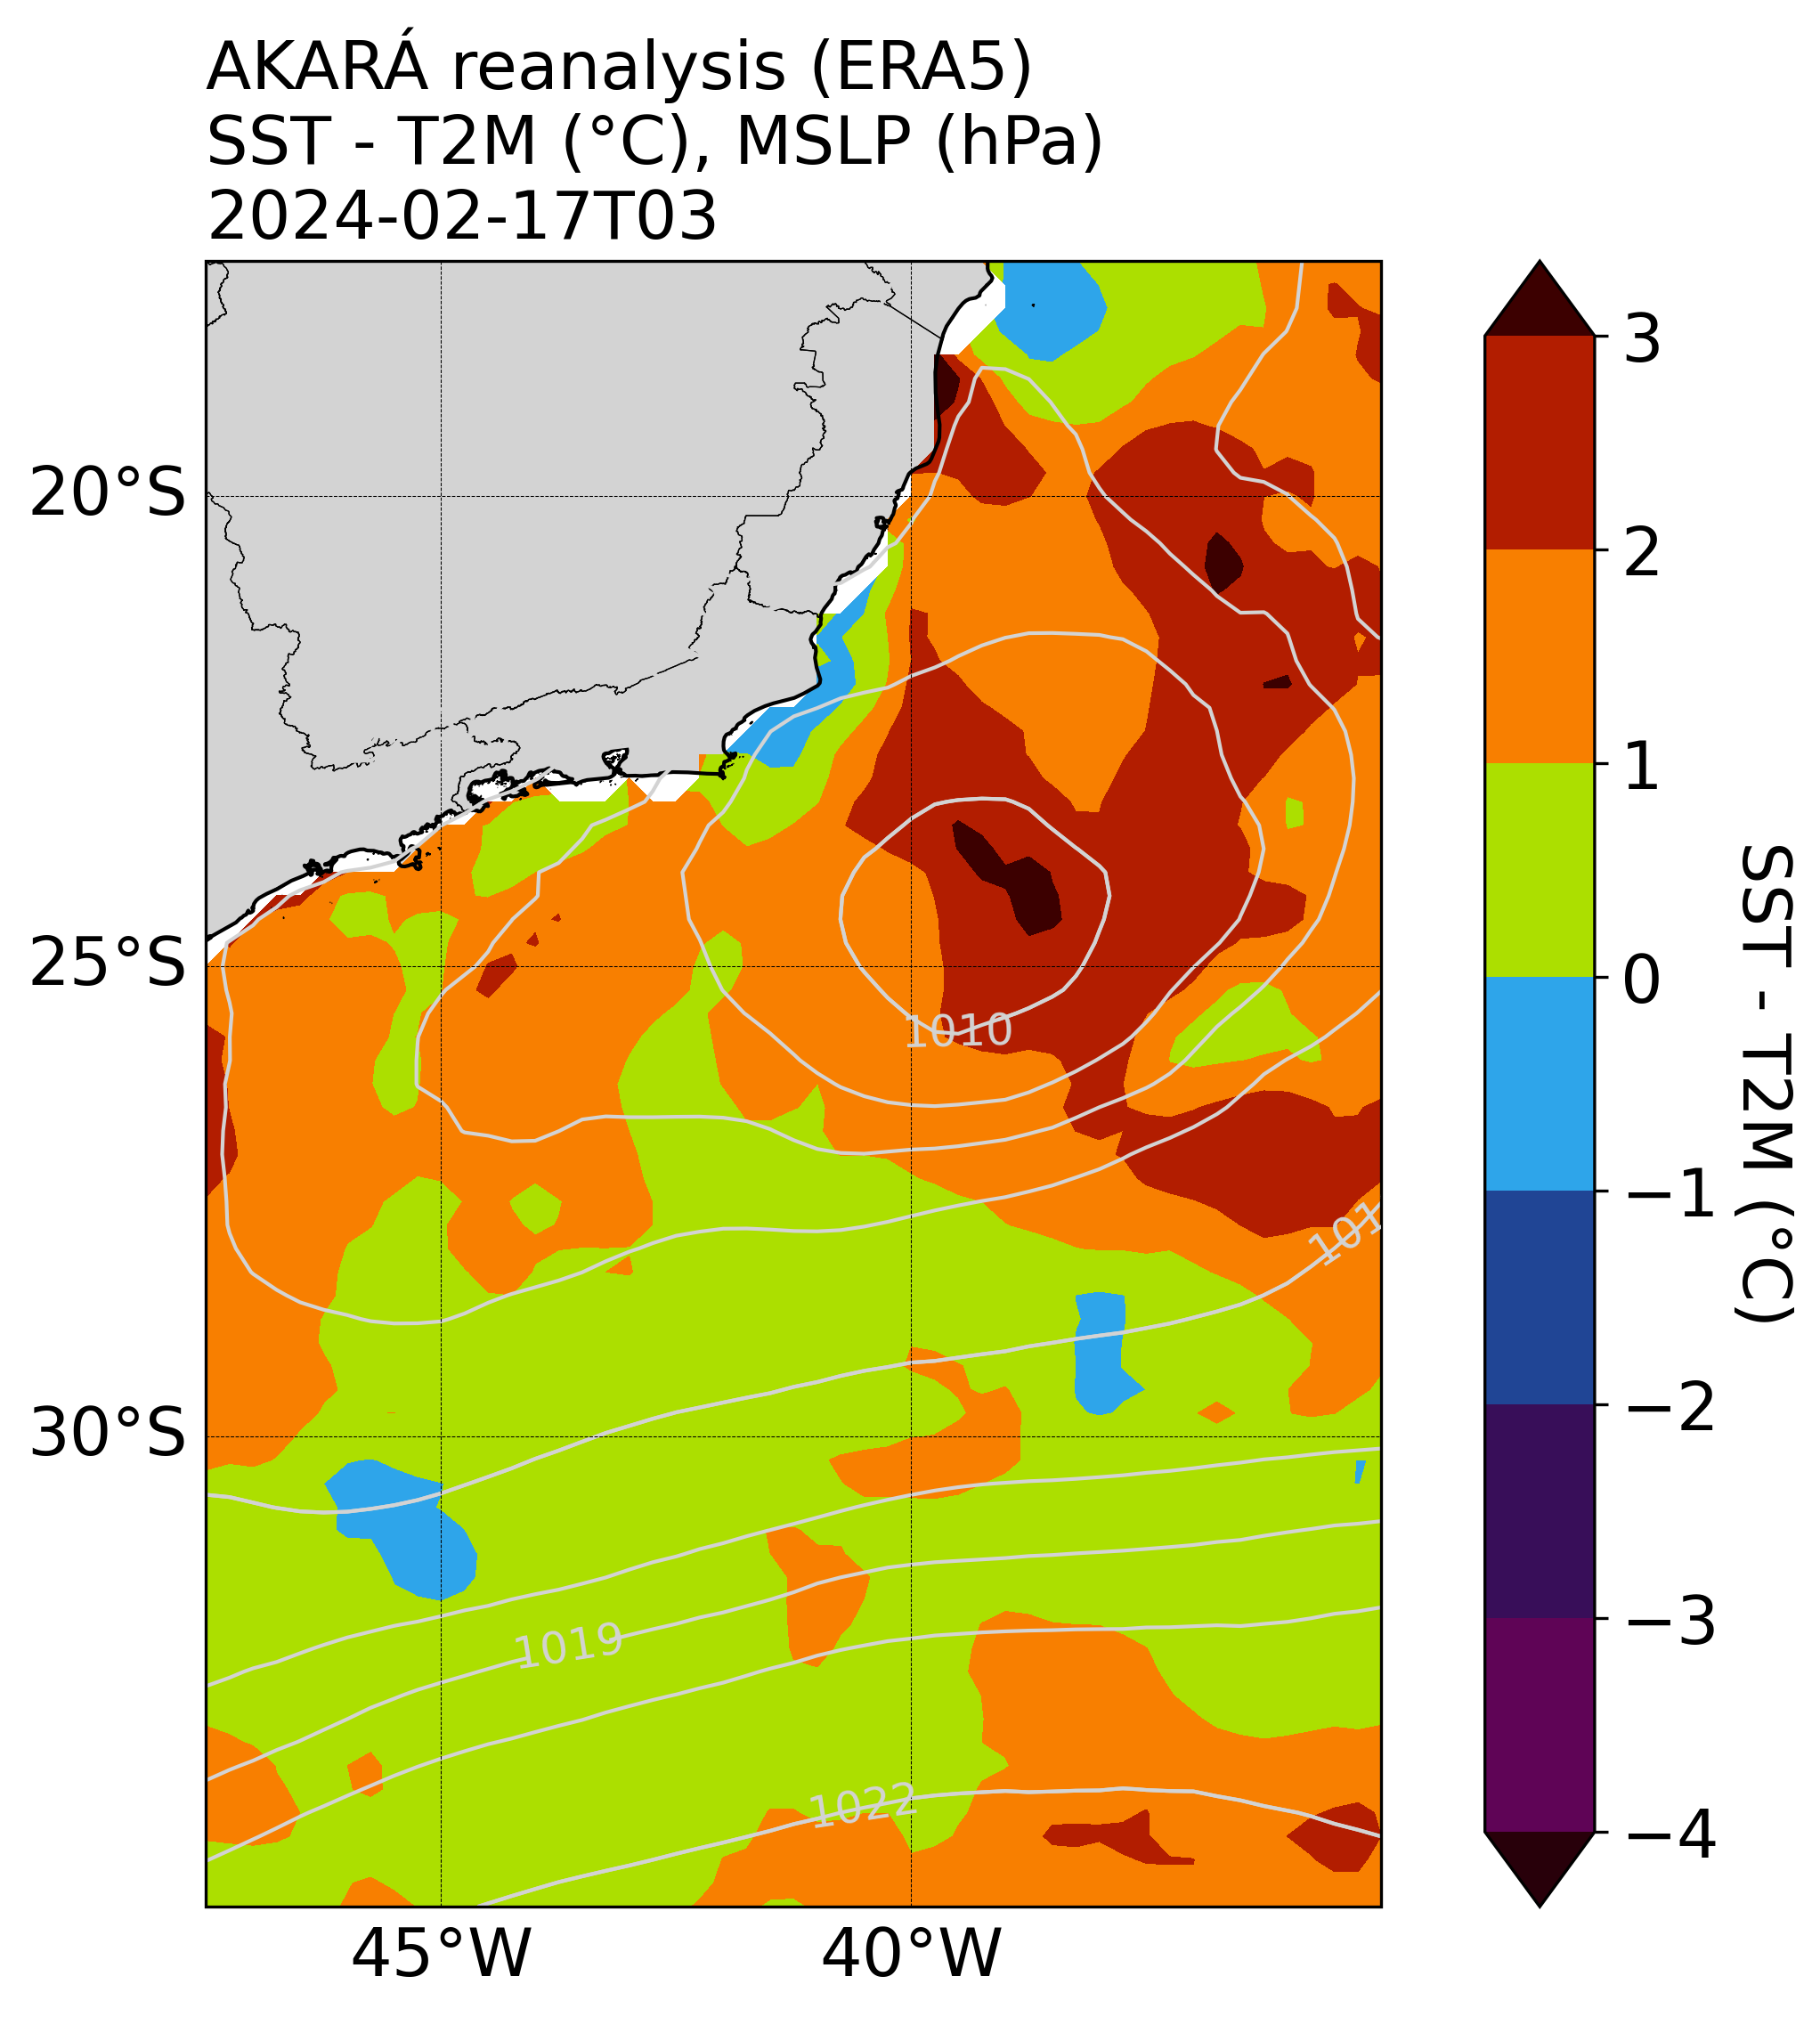 AKARÁ reanalysis (ERA5)
SST - T2M (°C), MSLP (hPa)
2024-02-17T03
20°S
25°S
30°S
45°W
40°W
1010
101
1019
1022
3
2
1
0
−1
−2
−3
−4
SST - T2M (°C)